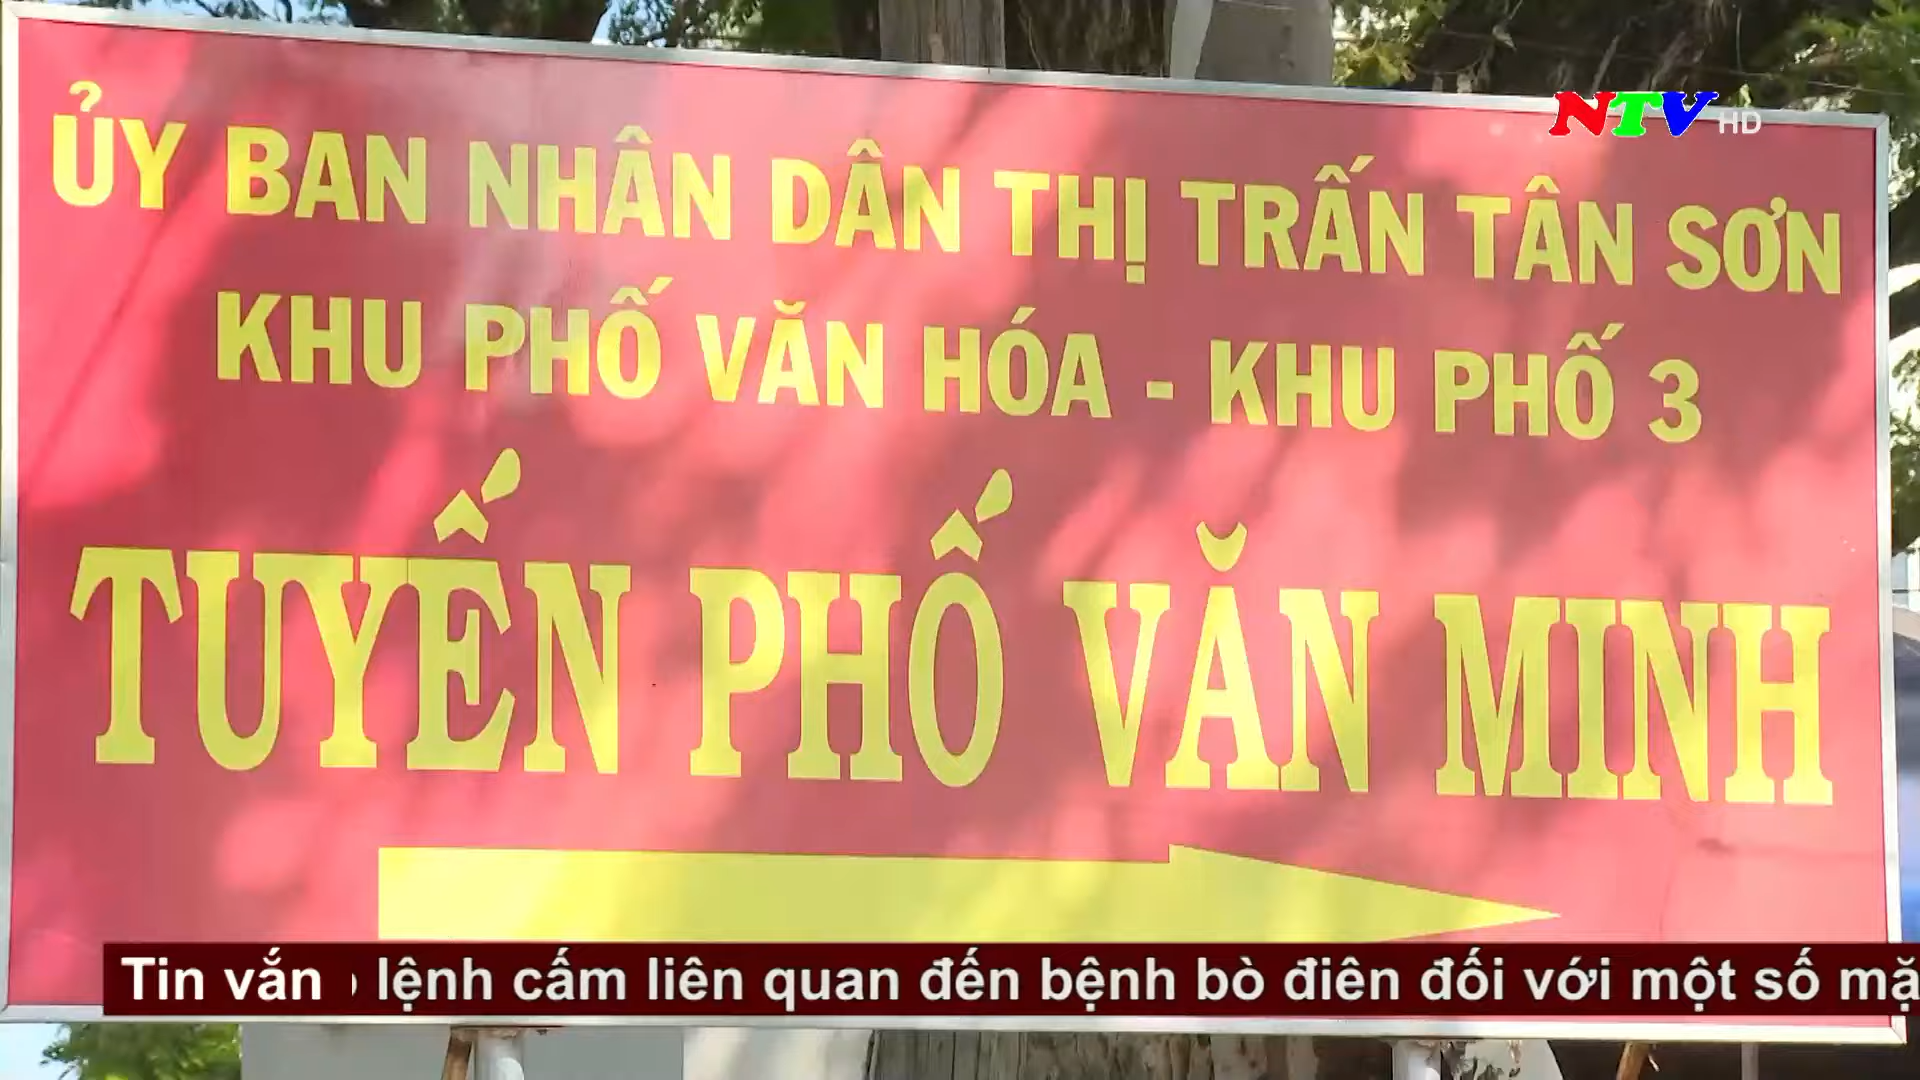 NTV HD
ỦY BAN NHÂN DÂN THỊ TRẤN TÂN SƠN
KHU PHỐ VĂN HÓA - KHU PHỐ 3
TUYẾN PHỐ VĂN MINH
Tin vắn lệnh cấm liên quan đến bệnh bò điên đối với một số